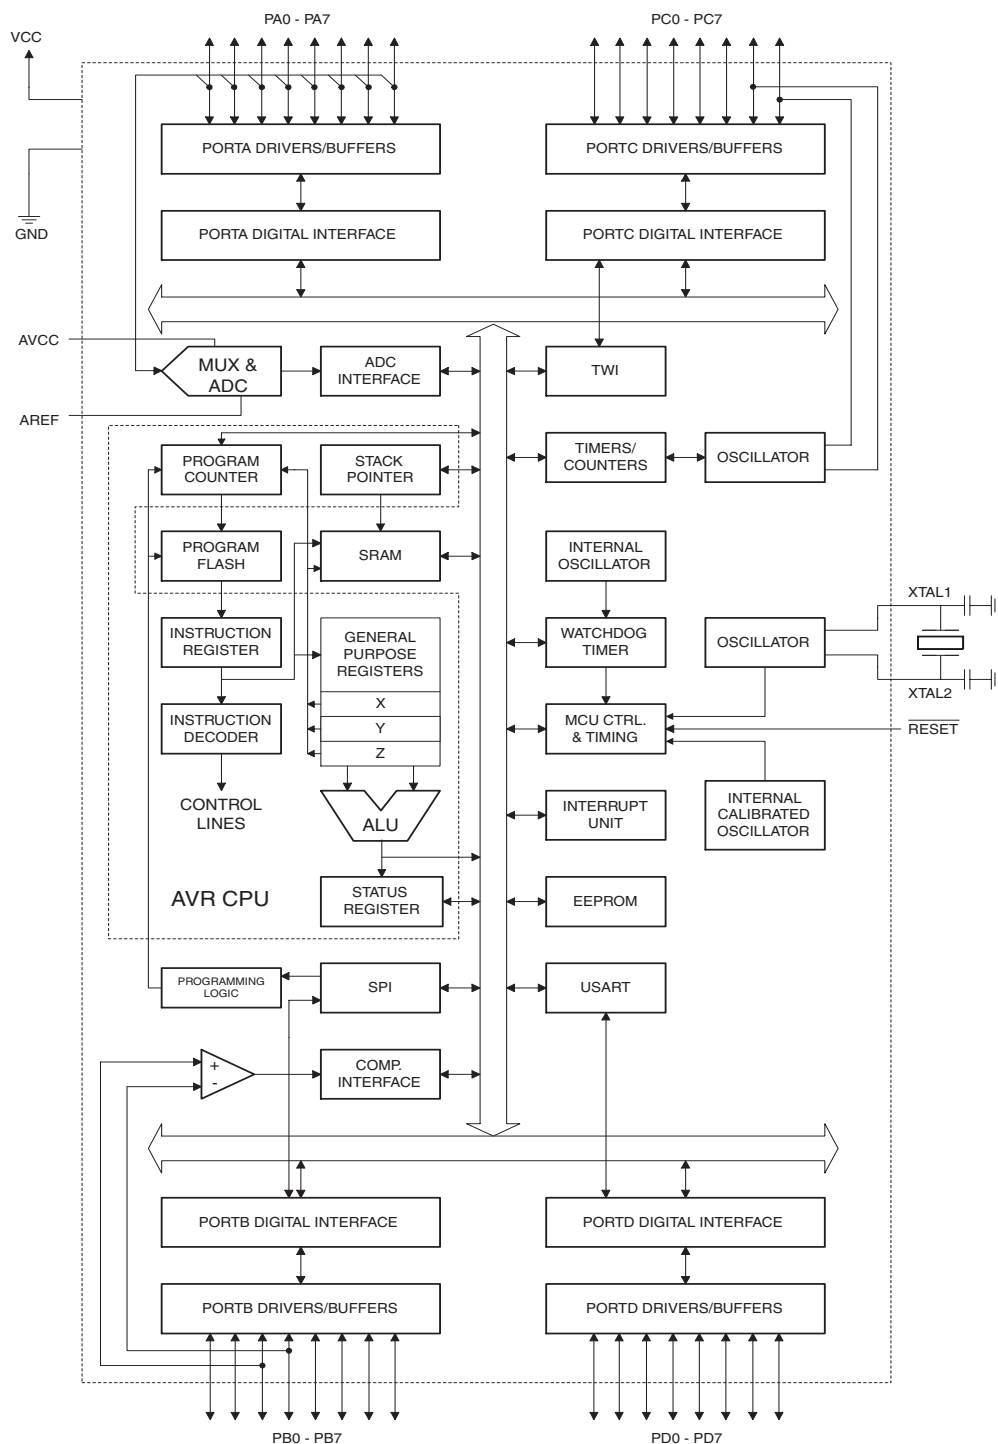 PA0 - PA7
PC0 - PC7
VCC
PORTA DRIVERS/BUFFERS
PORTC DRIVERS/BUFFERS
GND
PORTA DIGITAL INTERFACE
PORTC DIGITAL INTERFACE
AVCC
MUX &
ADC
ADC
INTERFACE
TWI
AREF
PROGRAM
COUNTER
STACK
POINTER
TIMERS/
COUNTERS
OSCILLATOR
PROGRAM
FLASH
SRAM
INTERNAL
OSCILLATOR
XTAL1
INSTRUCTION
REGISTER
GENERAL
PURPOSE
REGISTERS
WATCHDOG
TIMER
OSCILLATOR
XTAL2
X
INSTRUCTION
DECODER
Y
Z
MCU CTRL.
& TIMING
RESET
CONTROL
LINES
ALU
INTERRUPT
UNIT
INTERNAL
CALIBRATED
OSCILLATOR
AVR CPU
STATUS
REGISTER
EEPROM
PROGRAMMING
LOGIC
SPI
USART
+
-
COMP.
INTERFACE
PORTB DIGITAL INTERFACE
PORTD DIGITAL INTERFACE
PORTB DRIVERS/BUFFERS
PORTD DRIVERS/BUFFERS
PB0 - PB7
PD0 - PD7